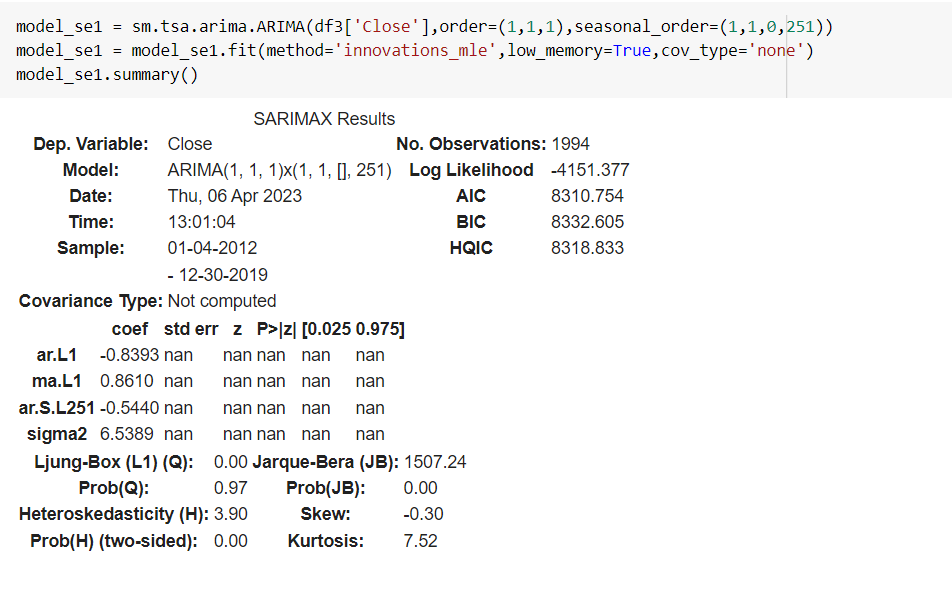 model_se1 = sm.tsa.arima.ARIMA(df3['Close'],order=(1,1,1),seasonal_order=(1,1,0,251))
model_se1 = model_se1.fit(method='innovations_mle',low_memory=True,cov_type='none')
model_se1.summary()
SARIMAX Results
Dep. Variable: Close No. Observations: 1994
Model: ARIMA(1, 1, 1)x(1, 1, [], 251) Log Likelihood -4151.377
Date: Thu, 06 Apr 2023 AIC 8310.754
Time: 13:01:04 BIC 8332.605
Sample: 01-04-2012 HQIC 8318.833
- 12-30-2019
Covariance Type: Not computed
coef std err z P>|z| [0.025 0.975]
ar.L1 -0.8393 nan nan nan nan nan
ma.L1 0.8610 nan nan nan nan nan
ar.S.L251 -0.5440 nan nan nan nan nan
sigma2 6.5389 nan nan nan nan nan
Ljung-Box (L1) (Q): 0.00 Jarque-Bera (JB): 1507.24
Prob(Q): 0.97 Prob(JB): 0.00
Heteroskedasticity (H): 3.90 Skew: -0.30
Prob(H) (two-sided): 0.00 Kurtosis: 7.52